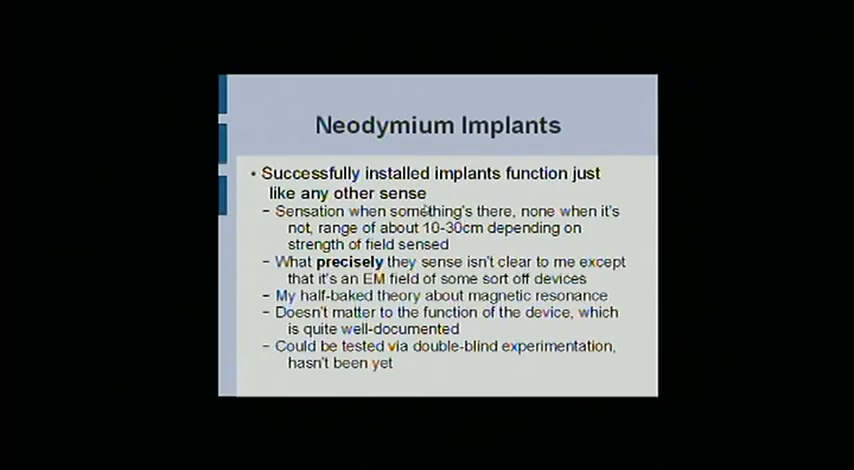 Neodymium Implants
• Successfully installed implants function just
like any other sense
– Sensation when something's there, none when it's
not, range of about 10-30cm depending on
strength of field sensed
– What precisely they sense isn't clear to me except
that it's an EM field of some sort off devices
– My half-baked theory about magnetic resonance
– Doesn't matter to the function of the device, which
is quite well-documented
– Could be tested via double-blind experimentation,
hasn't been yet